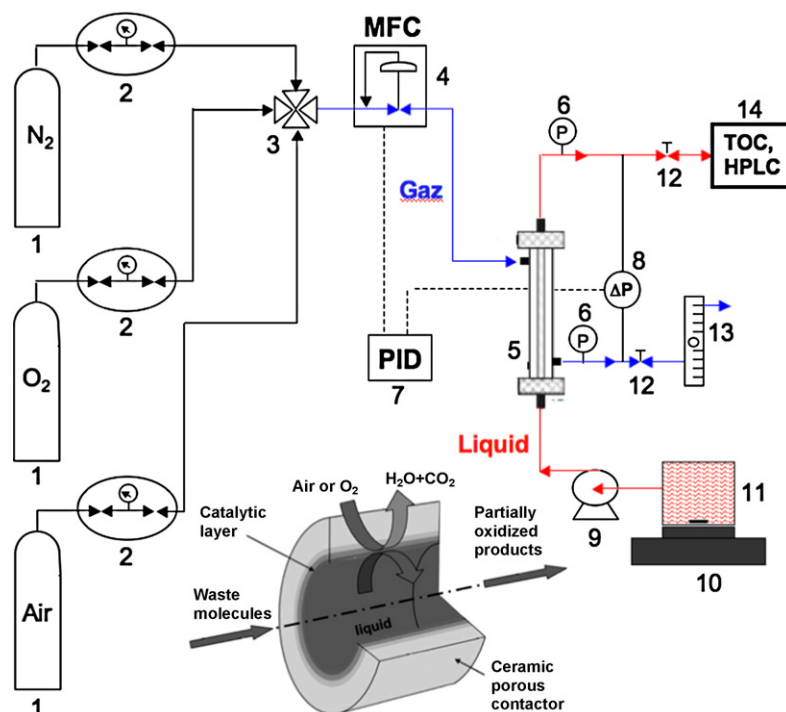 MFC
2
4
6
14
N₂
3
P
TOC,
HPLC
12
Gaz
1
2
8
ΔP
6
O₂
PID
5
P
13
7
12
1
Liquid
2
Air or O₂
H₂O+CO₂
11
Catalytic
layer
Partially
oxidized
products
9
10
Air
Waste
molecules
liquid
Ceramic
porous
contactor
1